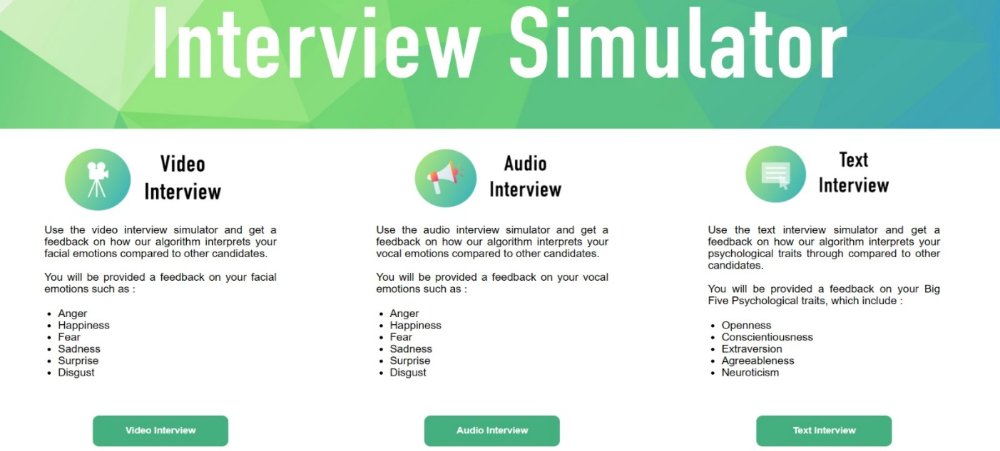 Interview Simulator
Video
Interview
Use the video interview simulator and get a
feedback on how our algorithm interprets your
facial emotions compared to other candidates.
You will be provided a feedback on your facial
emotions such as :
• Anger
• Happiness
• Fear
• Sadness
• Surprise
• Disgust
Video Interview
Audio
Interview
Use the audio interview simulator and get a
feedback on how our algorithm interprets your
vocal emotions compared to other candidates.
You will be provided a feedback on your vocal
emotions such as :
• Anger
• Happiness
• Fear
• Sadness
• Surprise
• Disgust
Audio Interview
Text
Interview
Use the text interview simulator and get a
feedback on how our algorithm interprets your
psychological traits through compared to other
candidates.
You will be provided a feedback on your Big
Five Psychological traits, which include :
• Openness
• Conscientiousness
• Extraversion
• Agreeableness
• Neuroticism
Text Interview